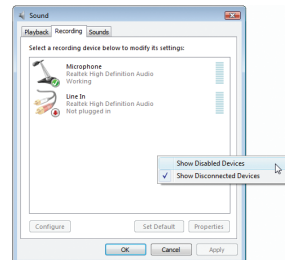 Sound
Playback Recording Sounds
Select a recording device below to modify its settings:
Microphone
Realtek High Definition Audio
Working
Line In
Realtek High Definition Audio
Not plugged in
Show Disabled Devices
✓ Show Disconnected Devices
Configure Set Default Properties
OK Cancel Apply